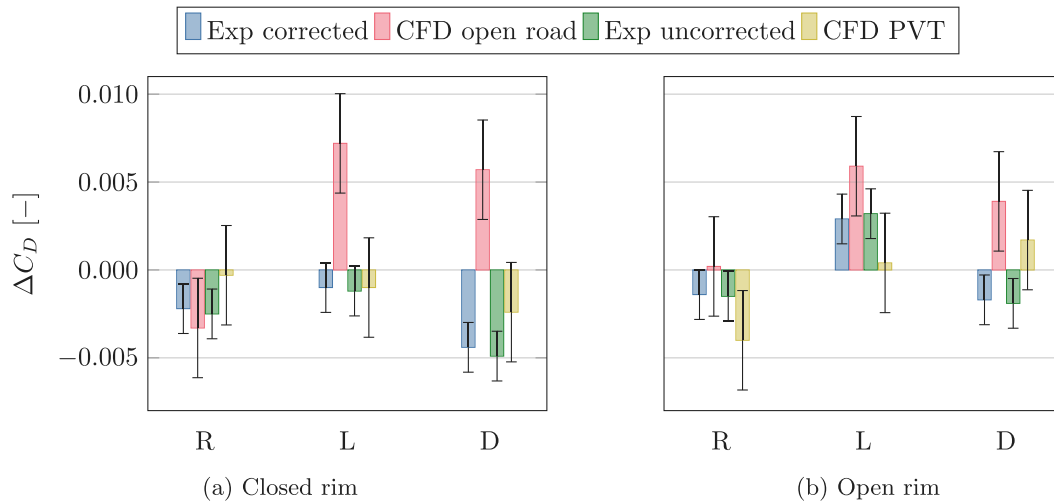 Exp corrected CFD open road Exp uncorrected CFD PVT
0.010
0.005
0.000
−0.005
ΔC_D [−]
R L D
R L D
(a) Closed rim
(b) Open rim